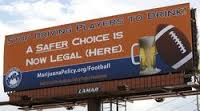 STOP DRIVING PLAYERS TO DRINK!
A SAFER CHOICE IS
NOW LEGAL (HERE).
MarijuanaPolicy.org/Football
LAMAR